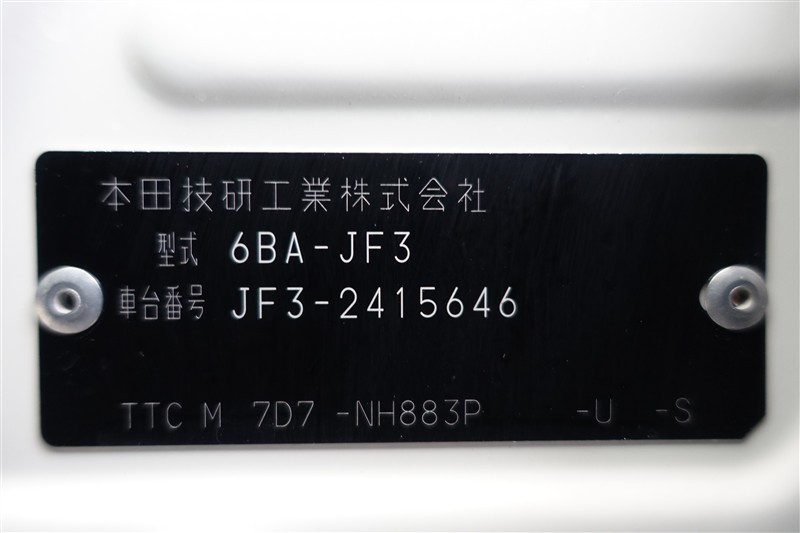 本田技研工業株式会社
型式 6BA-JF3
車台番号 JF3-2415646
TTC M 7D7 -NH883P -U -S